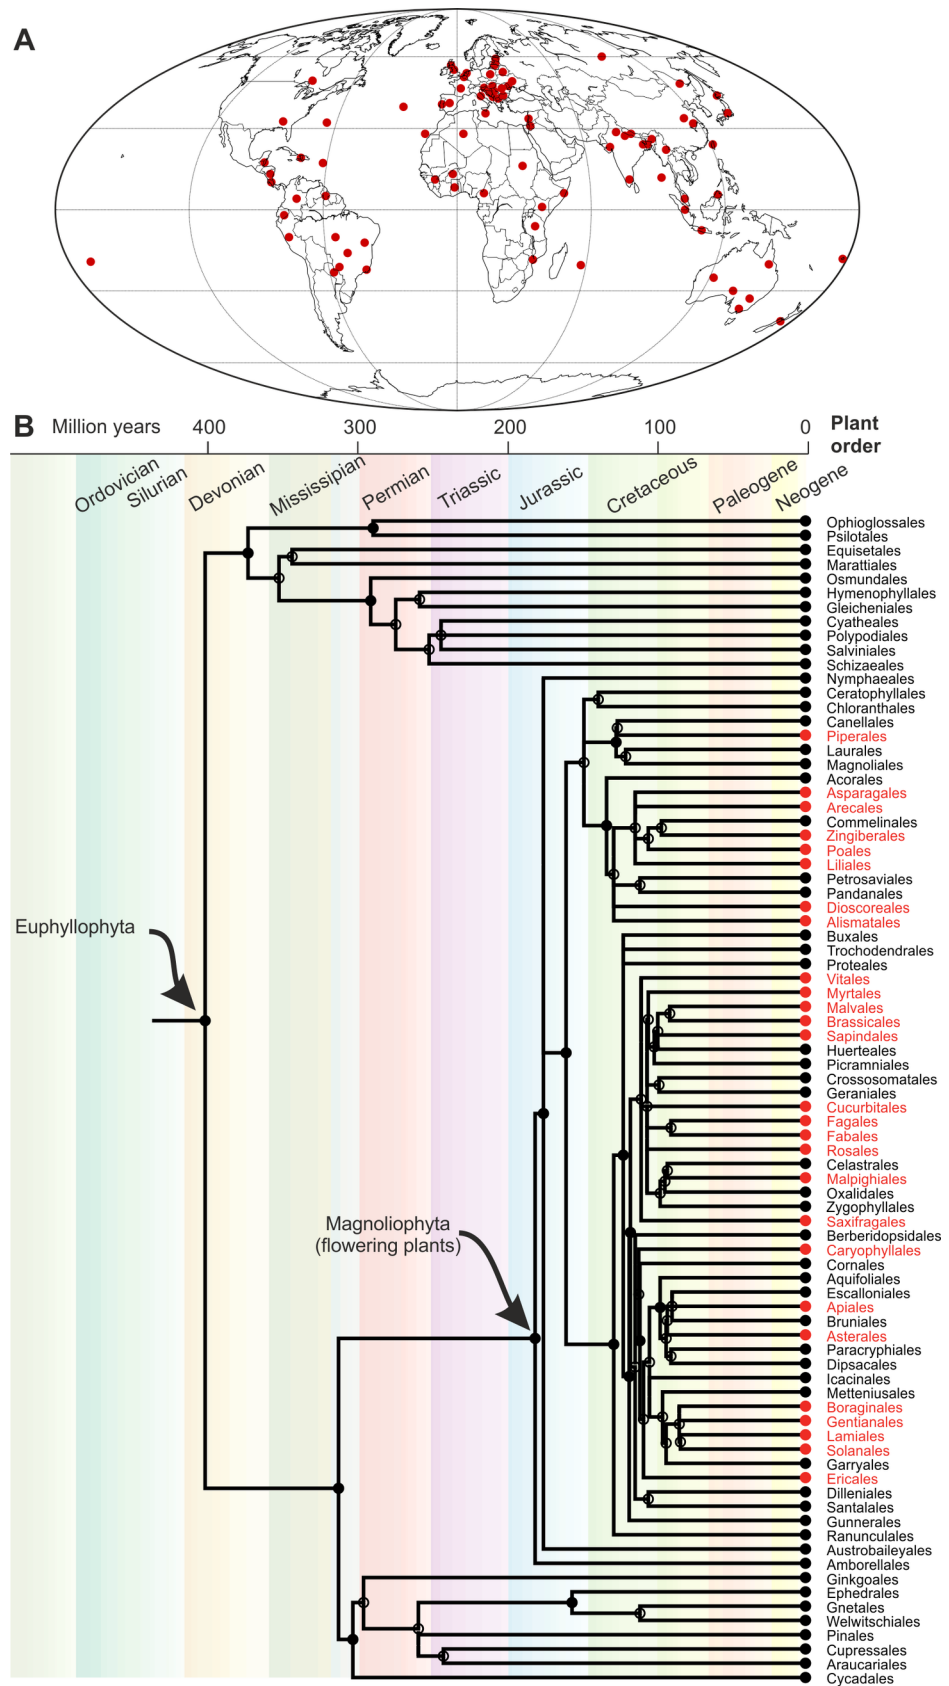 A
B
Million years
400
300
200
100
0
Plant
order
Ordovician
Silurian
Devonian
Mississipian
Permian
Triassic
Jurassic
Cretaceous
Paleogene
Neogene
Ophioglossales
Psilotales
Equisetales
Marattiales
Osmundales
Hymenophyllales
Gleicheniales
Cyatheales
Polypodiales
Salviniales
Schizaeales
Nymphaeales
Ceratophyllales
Chloranthales
Canellales
Piperales
Laurales
Magnoliales
Acorales
Asparagales
Arecales
Commelinales
Zingiberales
Poales
Liliales
Petrosaviales
Pandanales
Dioscoreales
Alismatales
Euphyllophyta
Buxales
Trochodendrales
Proteales
Vitales
Myrtales
Malvales
Brassicales
Sapindales
Huerteales
Picramniales
Crossosomatales
Geraniales
Cucurbitales
Fagales
Fabales
Rosales
Celastrales
Malpighiales
Oxalidales
Zygophyllales
Saxifragales
Magnoliophyta
(flowering plants)
Berberidopsidales
Caryophyllales
Cornales
Aquifoliales
Escalloniales
Apiales
Bruniales
Asterales
Paracryphiales
Dipsacales
Icacinales
Metteniusales
Boraginales
Gentianales
Lamiales
Solanales
Garryales
Ericales
Dilleniales
Santalales
Gunnerales
Ranunculales
Austrobaileyales
Amborellales
Ginkgoales
Ephedrales
Gnetales
Welwitschiales
Pinales
Cupressales
Araucariales
Cycadales